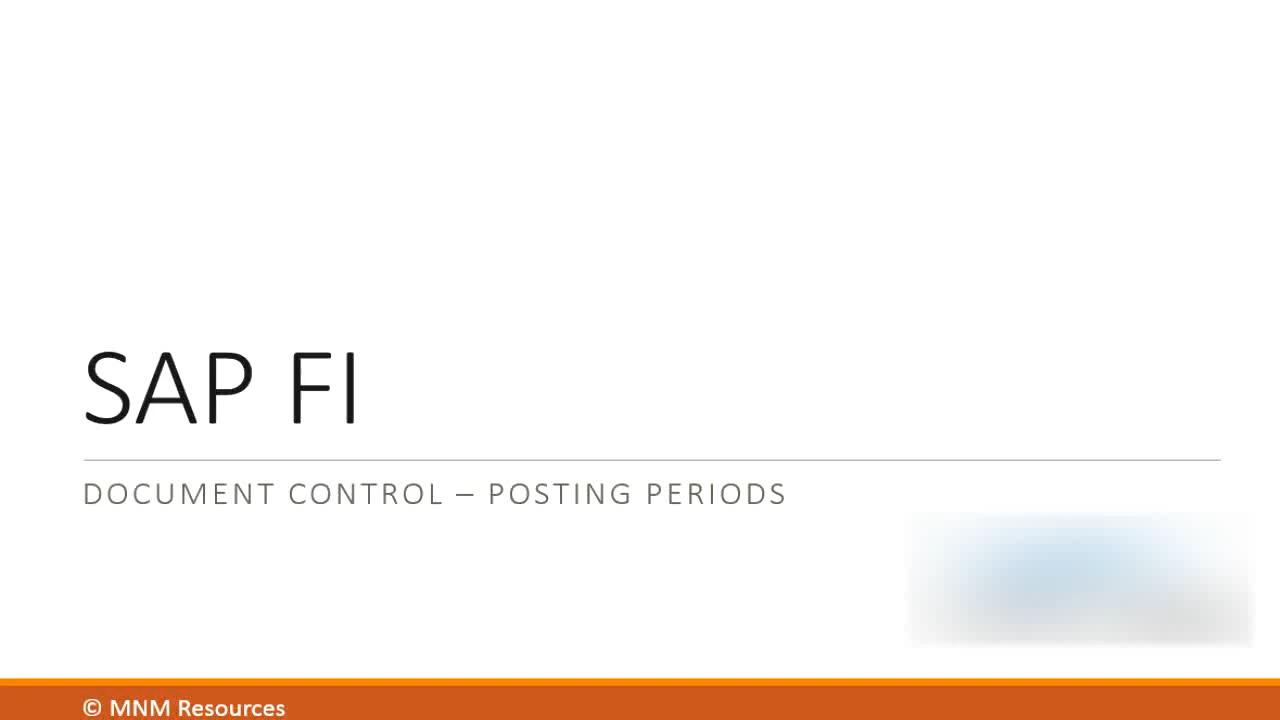 SAP FI
DOCUMENT CONTROL – POSTING PERIODS
© MNM Resources